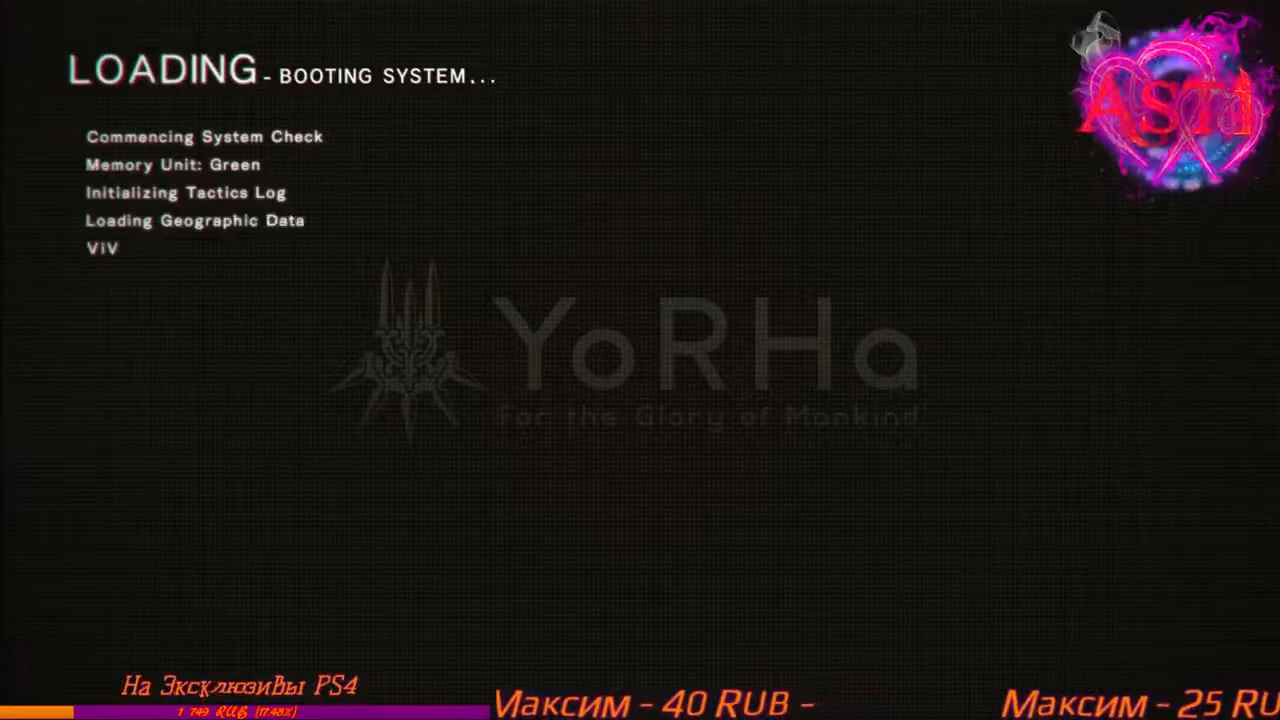 LOADING - BOOTING SYSTEM...
Commencing System Check
Memory Unit: Green
Initializing Tactics Log
Loading Geographic Data
ViV
ASTI
YoRHa
For the Glory of Mankind
На Эксклюзивы PS4
1 749 RUB (17.48%)
Максим - 40 RUB - Максим - 25 RU